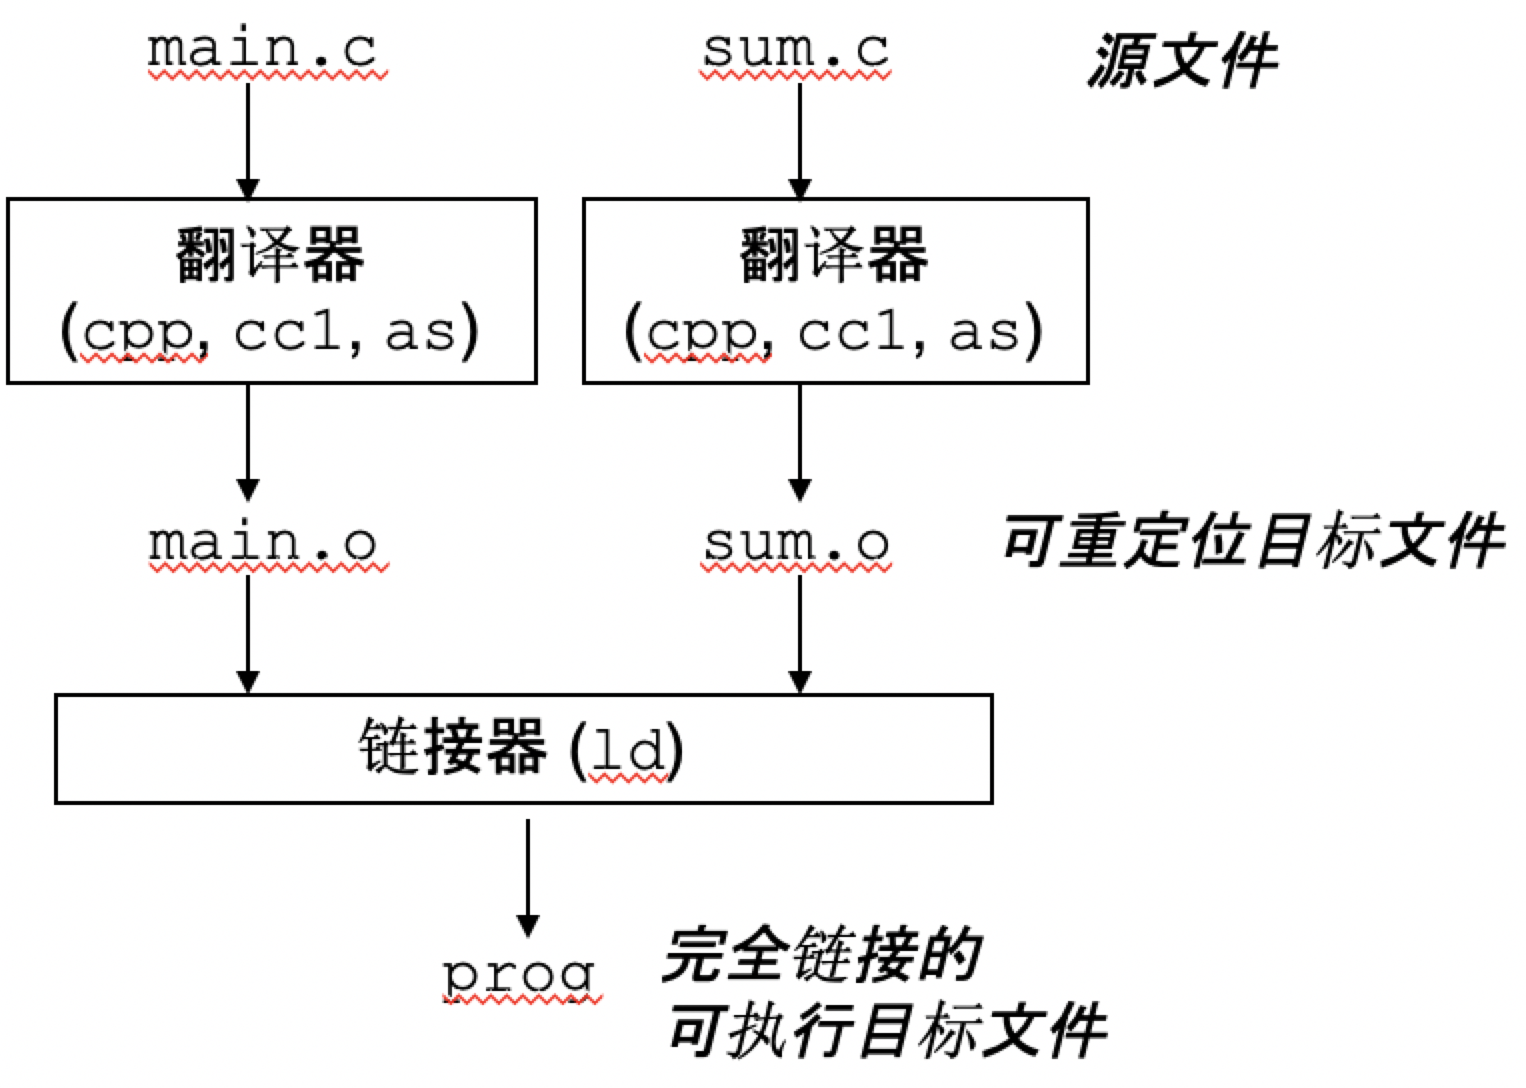 main.c
sum.c
源文件
翻译器
(cpp, cc1, as)
翻译器
(cpp, cc1, as)
main.o
sum.o
可重定位目标文件
链接器 (ld)
prog
完全链接的
可执行目标文件